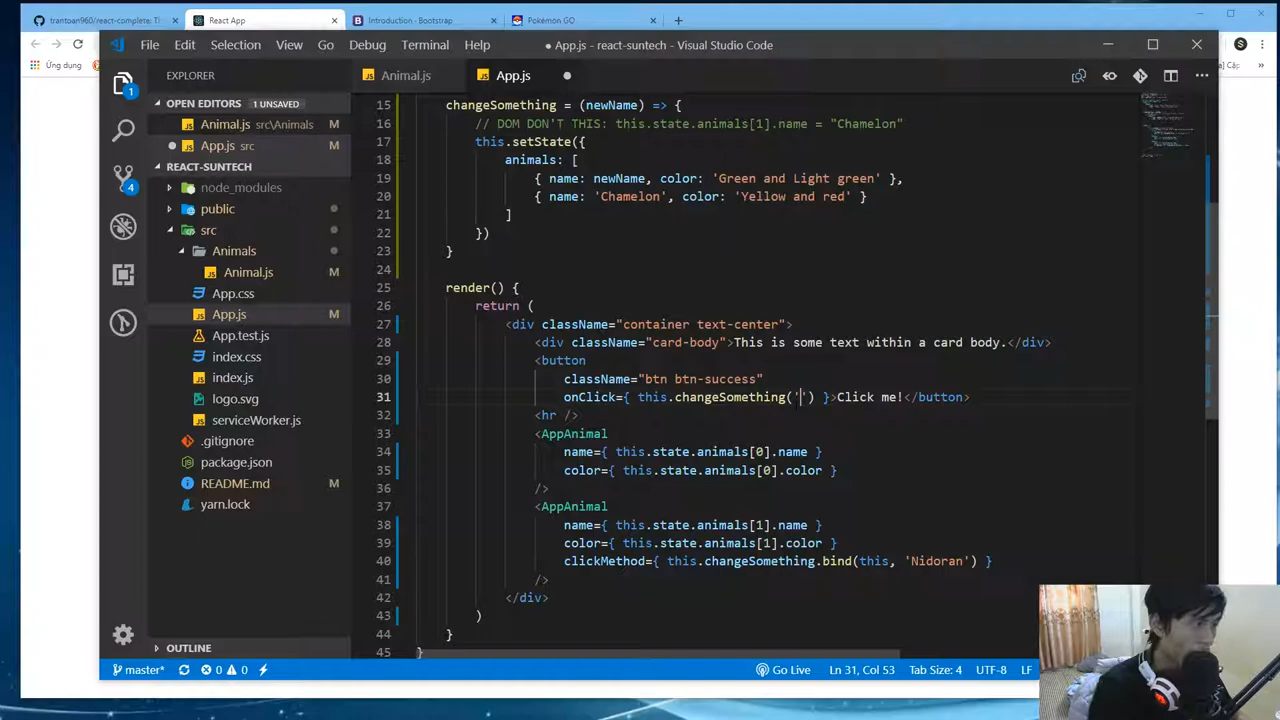 trantoan960/react-complete: Tì
React App
Introduction · Bootstrap
Pokémon GO
Ứng dụng
File Edit Selection View Go Debug Terminal Help
● App.js - react-suntech - Visual Studio Code
EXPLORER
Animal.js
App.js
OPEN EDITORS 1 UNSAVED
Animal.js src\Animals M
App.js src M
REACT-SUNTECH
node_modules
public
src
Animals
Animal.js M
App.css
App.js M
App.test.js
index.css
index.js
logo.svg
serviceWorker.js
.gitignore
package.json
README.md M
yarn.lock
OUTLINE
1
4
15 changeSomething = (newName) => {
16 // DOM DON'T THIS: this.state.animals[1].name = "Chamelon"
17 this.setState({
18 animals: [
19 { name: newName, color: 'Green and Light green' },
20 { name: 'Chamelon', color: 'Yellow and red' }
21 ]
22 })
23 }
24
25 render() {
26 return (
27 <div className="container text-center">
28 <div className="card-body">This is some text within a card body.</div>
29 <button
30 className="btn btn-success"
31 onClick={ this.changeSomething('') }>Click me!</button>
32 <hr />
33 <AppAnimal
34 name={ this.state.animals[0].name }
35 color={ this.state.animals[0].color }
36 />
37 <AppAnimal
38 name={ this.state.animals[1].name }
39 color={ this.state.animals[1].color }
40 clickMethod={ this.changeSomething.bind(this, 'Nidoran') }
41 />
42 </div>
43 )
44 }
45 }
master* 0 0 Go Live Ln 31, Col 53 Tab Size: 4 UTF-8 LF